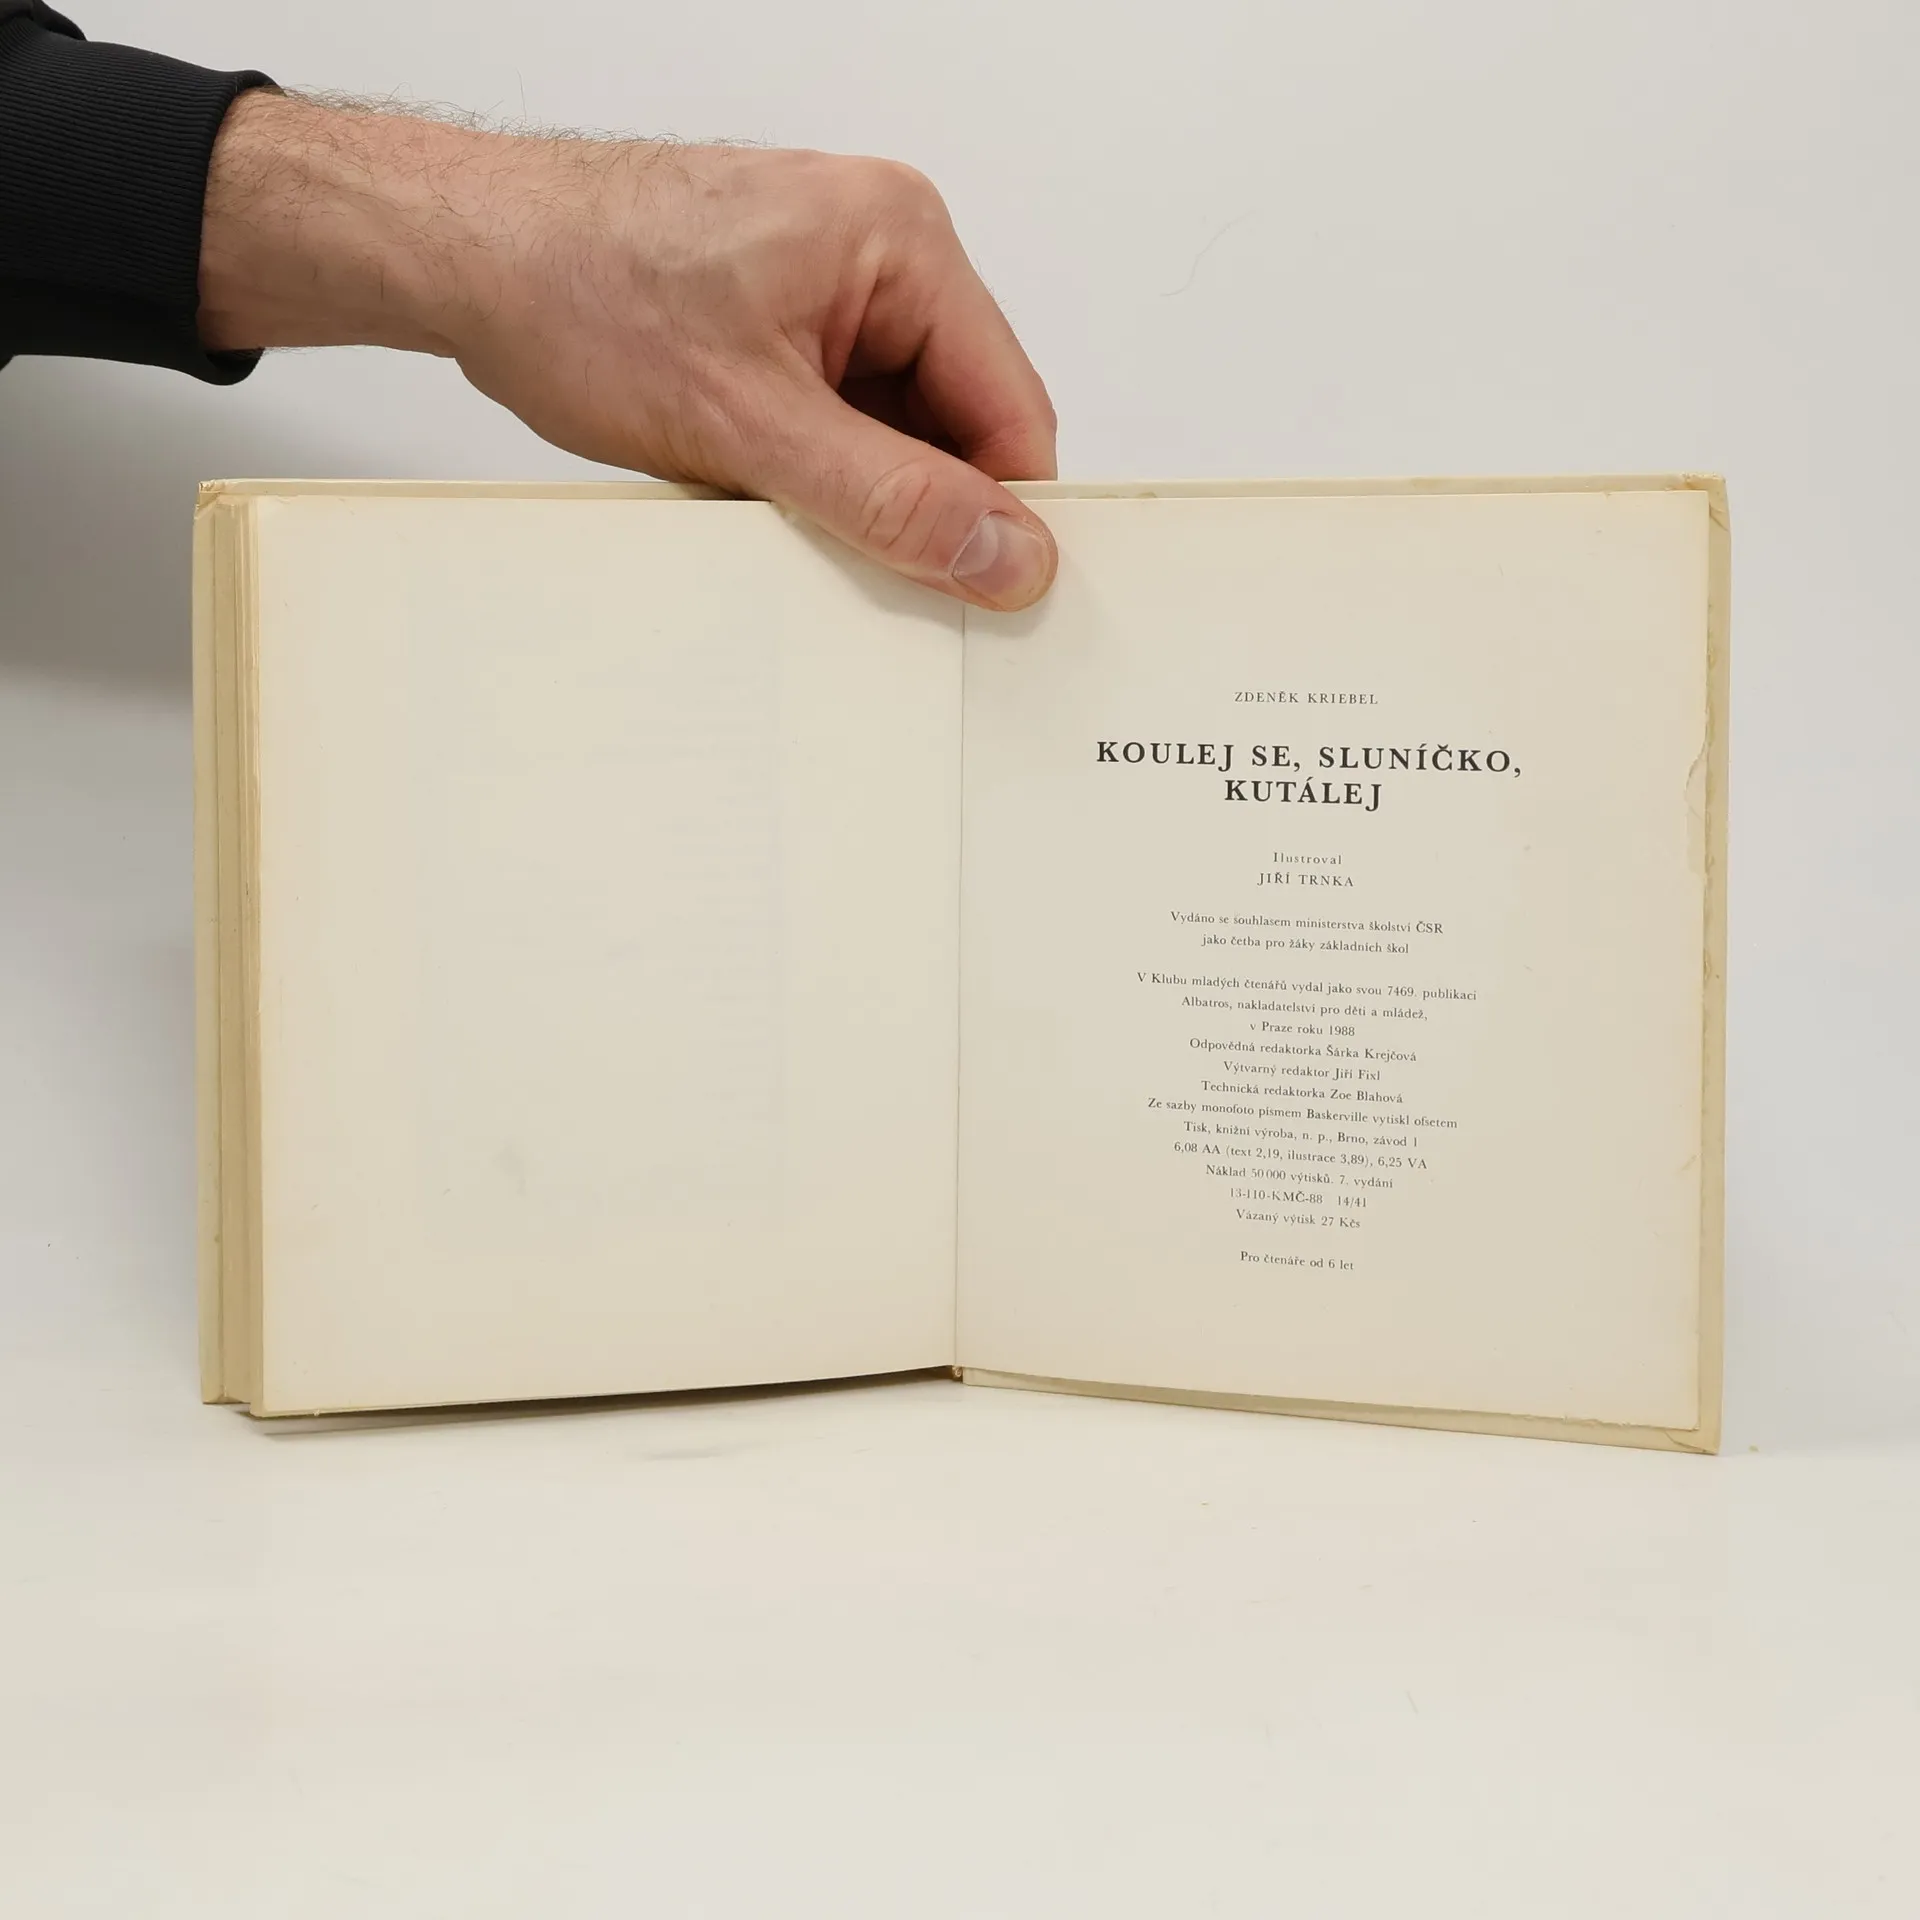 ZDENĚK KRIEBEL
KOULEJ SE, SLUNÍČKO,
KUTÁLEJ
Ilustroval
JIŘÍ TRNKA
Vydáno se souhlasem ministerstva školství ČSR
jako četba pro žáky základních škol
V Klubu mladých čtenářů vydal jako svou 7469. publikaci
Albatros, nakladatelství pro děti a mládež,
v Praze roku 1988
Odpovědná redaktorka Šárka Krejčová
Výtvarný redaktor Jiří Fixl
Technická redaktorka Zoe Blahová
Ze sazby monofoto písmem Baskerville vytiskl ofsetem
Tisk, knižní výroba, n. p., Brno, závod 1
6,08 AA (text 2,19, ilustrace 3,89), 6,25 VA
Náklad 50 000 výtisků. 7. vydání
13-110-KMČ-88 14/41
Vázaný výtisk 27 Kčs
Pro čtenáře od 6 let